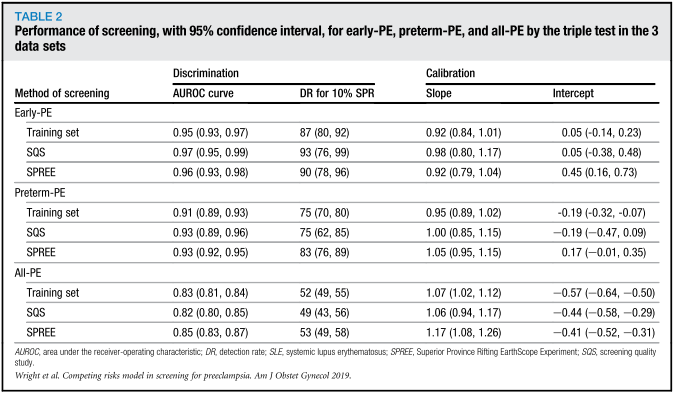 TABLE 2
Performance of screening, with 95% confidence interval, for early-PE, preterm-PE, and all-PE by the triple test in the 3
data sets
Discrimination Calibration
Method of screening AUROC curve DR for 10% SPR Slope Intercept
Early-PE
Training set 0.95 (0.93, 0.97) 87 (80, 92) 0.92 (0.84, 1.01) 0.05 (-0.14, 0.23)
SQS 0.97 (0.95, 0.99) 93 (76, 99) 0.98 (0.80, 1.17) 0.05 (-0.38, 0.48)
SPREE 0.96 (0.93, 0.98) 90 (78, 96) 0.92 (0.79, 1.04) 0.45 (0.16, 0.73)
Preterm-PE
Training set 0.91 (0.89, 0.93) 75 (70, 80) 0.95 (0.89, 1.02) -0.19 (-0.32, -0.07)
SQS 0.93 (0.89, 0.96) 75 (62, 85) 1.00 (0.85, 1.15) −0.19 (−0.47, 0.09)
SPREE 0.93 (0.92, 0.95) 83 (76, 89) 1.05 (0.95, 1.15) 0.17 (−0.01, 0.35)
All-PE
Training set 0.83 (0.81, 0.84) 52 (49, 55) 1.07 (1.02, 1.12) −0.57 (−0.64, −0.50)
SQS 0.82 (0.80, 0.85) 49 (43, 56) 1.06 (0.94, 1.17) −0.44 (−0.58, −0.29)
SPREE 0.85 (0.83, 0.87) 53 (49, 58) 1.17 (1.08, 1.26) −0.41 (−0.52, −0.31)
AUROC, area under the receiver-operating characteristic; DR, detection rate; SLE, systemic lupus erythematosus; SPREE, Superior Province Rifting EarthScope Experiment; SQS, screening quality
study.
Wright et al. Competing risks model in screening for preeclampsia. Am J Obstet Gynecol 2019.